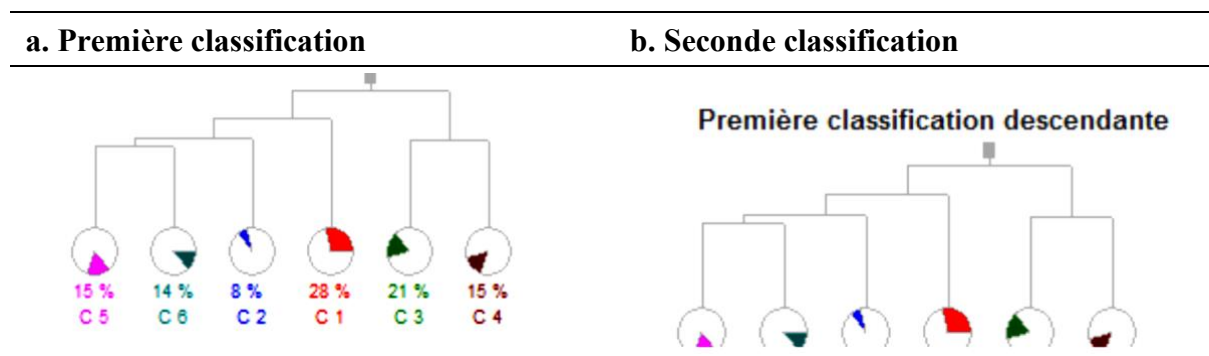 a. Première classification b. Seconde classification
Première classification descendante
15 % 14 % 8 % 28 % 21 % 15 %
C 5 C 6 C 2 C 1 C 3 C 4